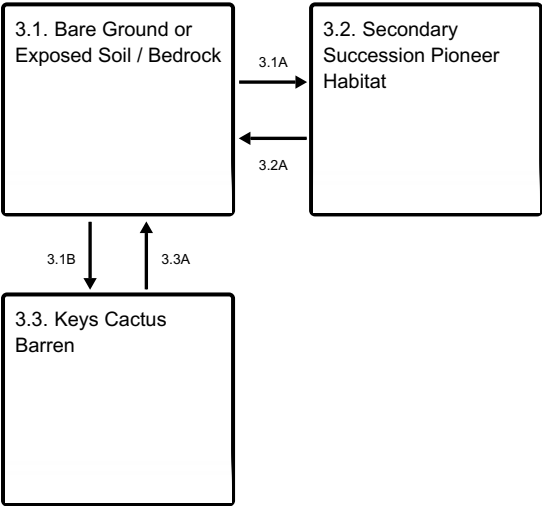 3.1. Bare Ground or
Exposed Soil / Bedrock
3.1A
3.2. Secondary
Succession Pioneer
Habitat
3.2A
3.1B
3.3A
3.3. Keys Cactus
Barren